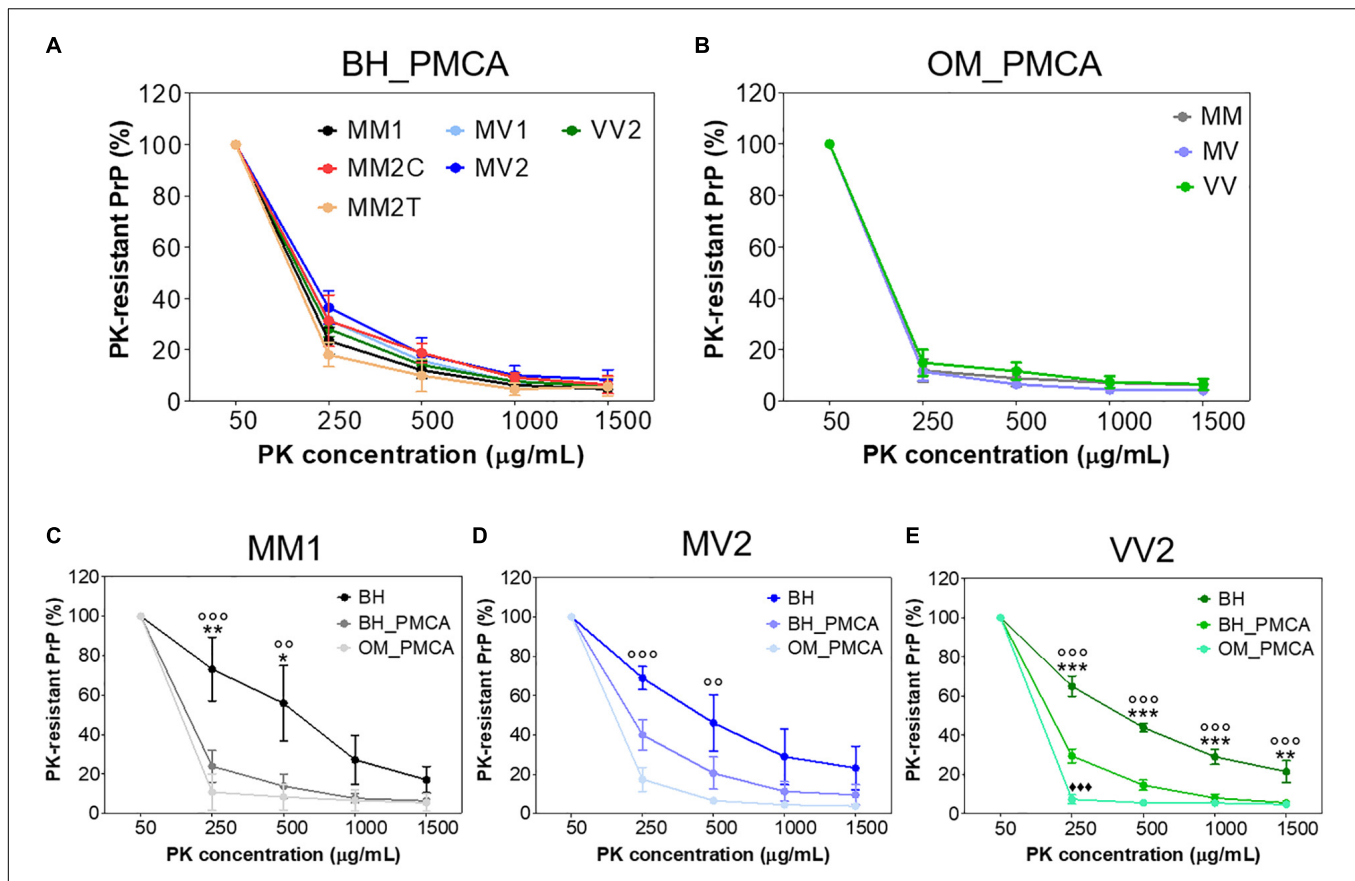 A
BH_PMCA
PK-resistant PrP (%)
120
100
80
60
40
20
0
MM1
MV1
VV2
MM2C
MV2
MM2T
50
250
500
1000
1500
PK concentration (μg/mL)
B
OM_PMCA
PK-resistant PrP (%)
120
100
80
60
40
20
0
MM
MV
VV
50
250
500
1000
1500
PK concentration (μg/mL)
C
MM1
PK-resistant PrP (%)
120
100
80
60
40
20
0
BH
BH_PMCA
OM_PMCA
°°°
**
°°
*
50
250
500
1000
1500
PK concentration (μg/mL)
D
MV2
PK-resistant PrP (%)
120
100
80
60
40
20
0
BH
BH_PMCA
OM_PMCA
°°°
°°
50
250
500
1000
1500
PK concentration (μg/mL)
E
VV2
PK-resistant PrP (%)
120
100
80
60
40
20
0
BH
BH_PMCA
OM_PMCA
°°°
***
°°°
***
°°°
***
°°°
**
♦♦♦
50
250
500
1000
1500
PK concentration (μg/mL)